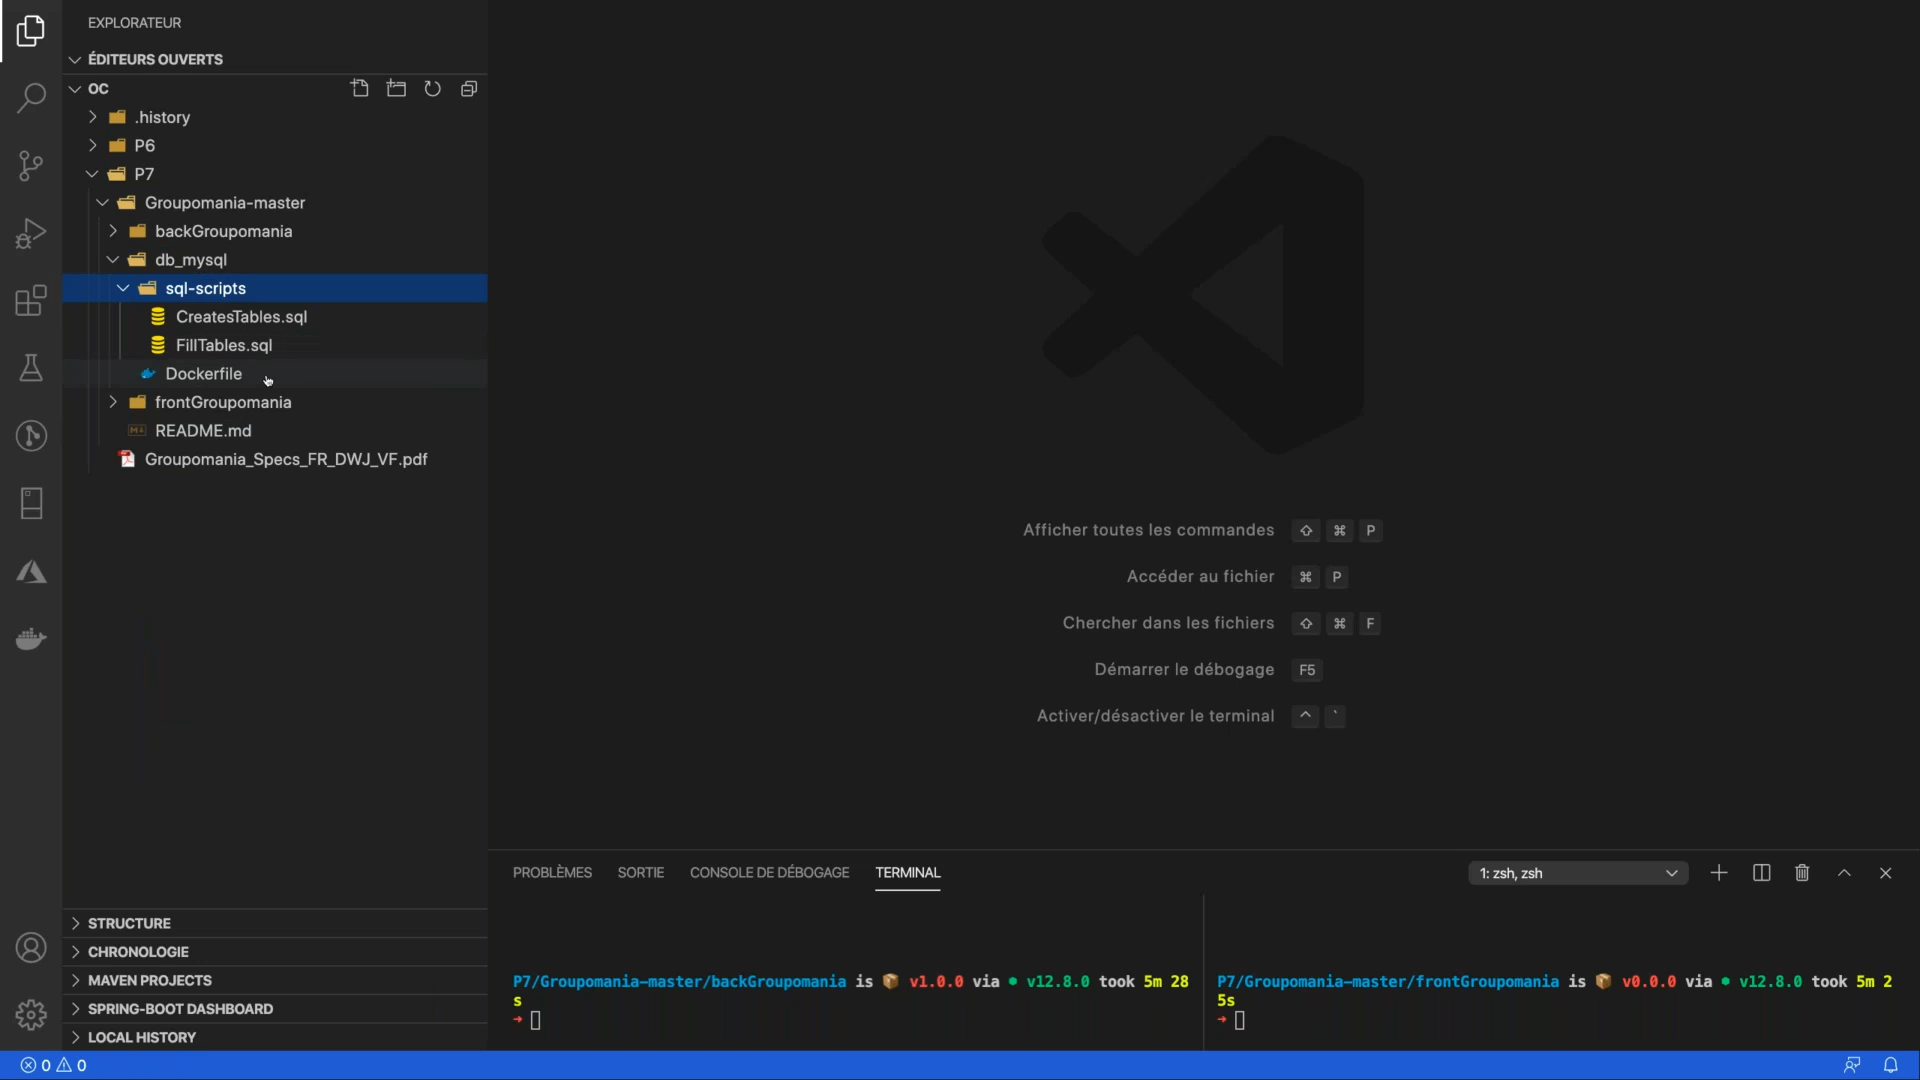 EXPLORATEUR
ÉDITEURS OUVERTS
OC
.history
P6
P7
Groupomania-master
backGroupomania
db_mysql
sql-scripts
CreatesTables.sql
FillTables.sql
Dockerfile
frontGroupomania
README.md
Groupomania_Specs_FR_DWJ_VF.pdf
STRUCTURE
CHRONOLOGIE
MAVEN PROJECTS
SPRING-BOOT DASHBOARD
LOCAL HISTORY
Afficher toutes les commandes ⇧ ⌘ P
Accéder au fichier ⌘ P
Chercher dans les fichiers ⇧ ⌘ F
Démarrer le débogage F5
Activer/désactiver le terminal ^ `
PROBLÈMES SORTIE CONSOLE DE DÉBOGAGE TERMINAL 1: zsh, zsh
P7/Groupomania-master/backGroupomania is 📦 v1.0.0 via • v12.8.0 took 5m 28
s
→
P7/Groupomania-master/frontGroupomania is 📦 v0.0.0 via • v12.8.0 took 5m 2
5s
→
0 0